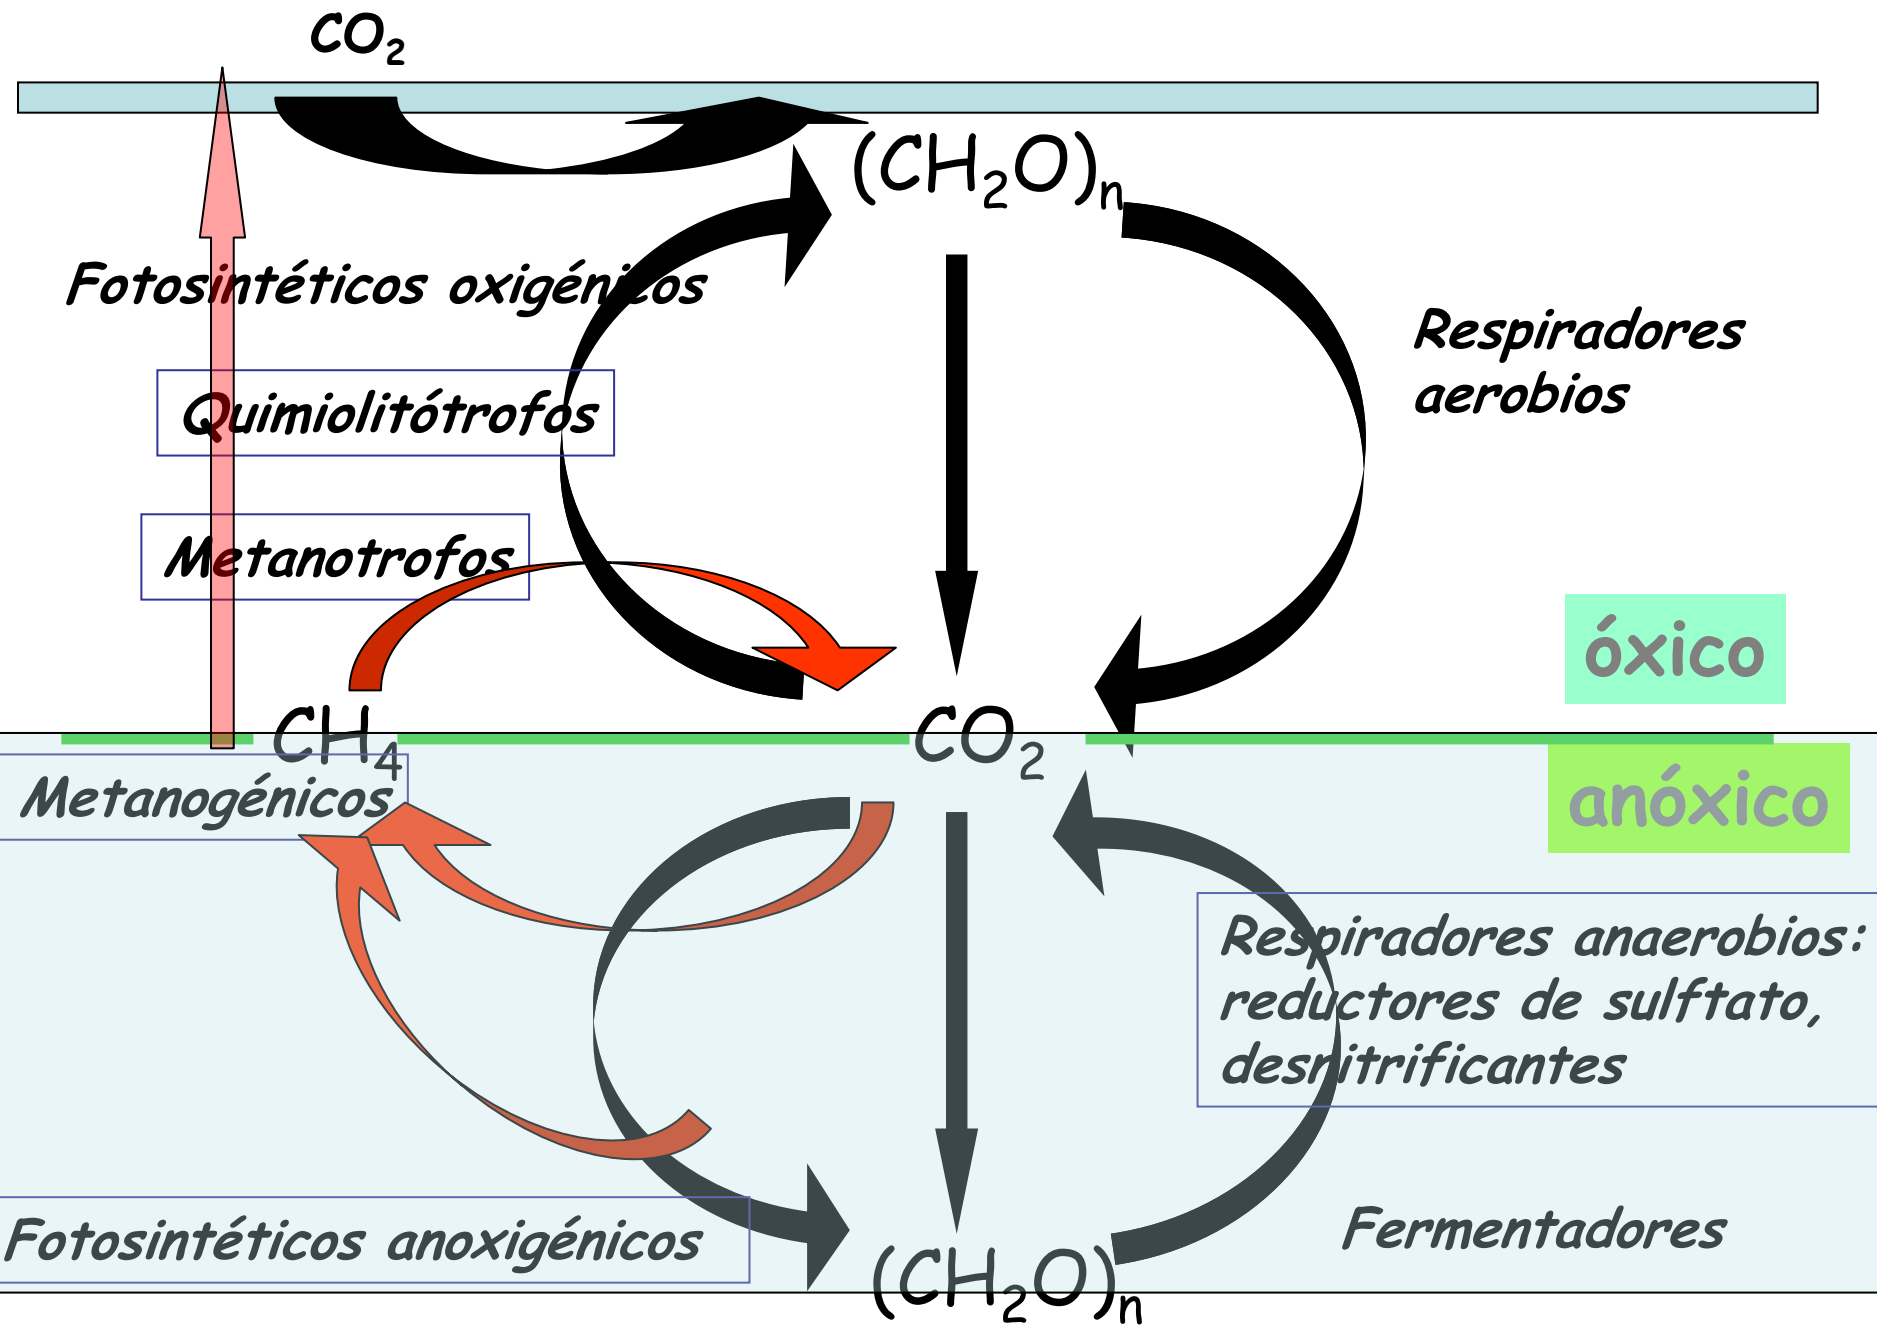 CO₂
(CH₂O)ₙ
Fotosintéticos oxigénicos
Respiradores
aerobios
Quimiolitótrofos
Metanotrofos
óxico
CH₄
CO₂
anóxico
Metanogénicos
Respiradores anaerobios:
reductores de sulftato,
desnitrificantes
Fermentadores
Fotosintéticos anoxigénicos
(CH₂O)ₙ